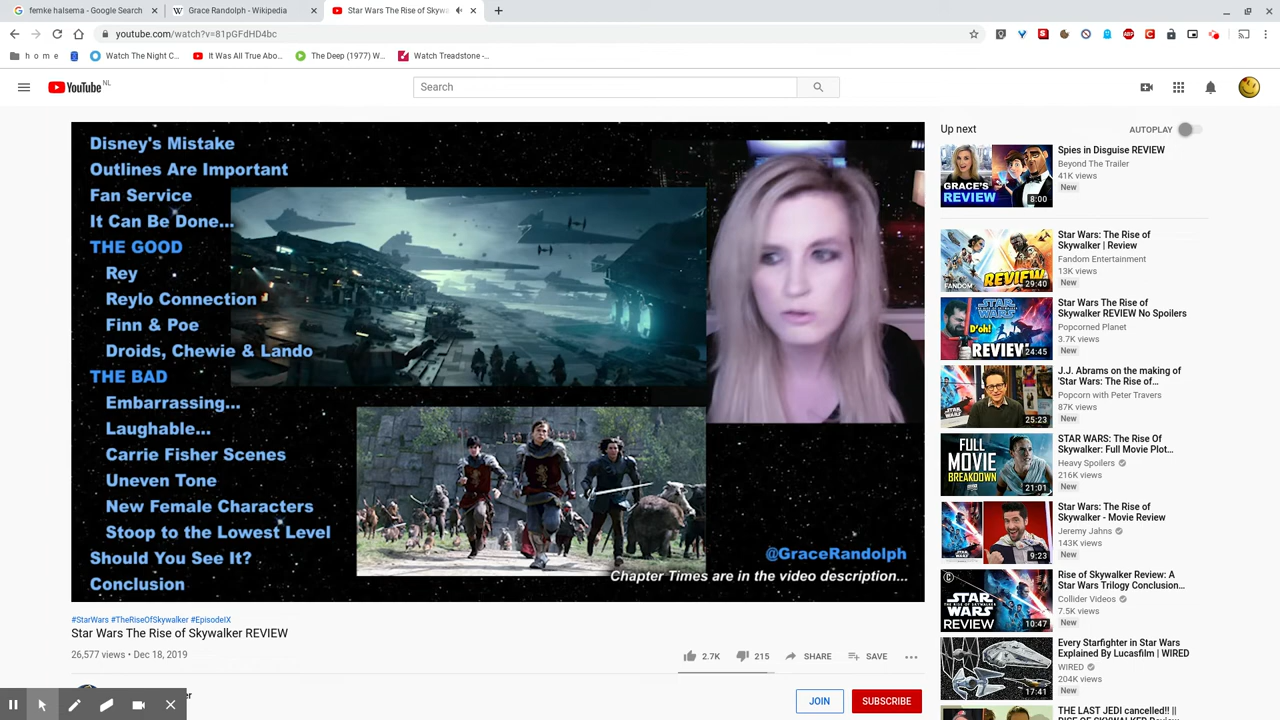 femke halsema - Google Search
Grace Randolph - Wikipedia
Star Wars The Rise of Skyw
youtube.com/watch?v=81pGFdHD4bc
h o m e
Watch The Night C...
It Was All True Abo...
The Deep (1977) W...
Watch Treadstone -...
YouTube NL
Search
Disney's Mistake
Outlines Are Important
Fan Service
It Can Be Done...
THE GOOD
Rey
Reylo Connection
Finn & Poe
Droids, Chewie & Lando
THE BAD
Embarrassing...
Laughable...
Carrie Fisher Scenes
Uneven Tone
New Female Characters
Stoop to the Lowest Level
Should You See It?
Conclusion
@GraceRandolph
Chapter Times are in the video description...
#StarWars #TheRiseOfSkywalker #EpisodeIX
Star Wars The Rise of Skywalker REVIEW
26,577 views • Dec 18, 2019
2.7K
215
SHARE
SAVE
JOIN
SUBSCRIBE
Up next
AUTOPLAY
GRACE'S
REVIEW
8:00
Spies in Disguise REVIEW
Beyond The Trailer
41K views
New
REVIEW
FANDOM
29:40
Star Wars: The Rise of
Skywalker | Review
Fandom Entertainment
13K views
New
STAR WARS
D'oh!
REVIEW
24:45
Star Wars The Rise of
Skywalker REVIEW No Spoilers
Popcorned Planet
3.7K views
New
25:23
J.J. Abrams on the making of
'Star Wars: The Rise of...
Popcorn with Peter Travers
87K views
New
FULL
MOVIE
BREAKDOWN
21:01
STAR WARS: The Rise Of
Skywalker: Full Movie Plot...
Heavy Spoilers
216K views
New
9:23
Star Wars: The Rise of
Skywalker - Movie Review
Jeremy Jahns
143K views
New
STAR
WARS
THE RISE OF SKYWALKER
REVIEW
10:47
Rise of Skywalker Review: A
Star Wars Trilogy Conclusion...
Collider Videos
7.5K views
New
17:41
Every Starfighter in Star Wars
Explained By Lucasfilm | WIRED
WIRED
204K views
New
THE LAST JEDI cancelled!! ||